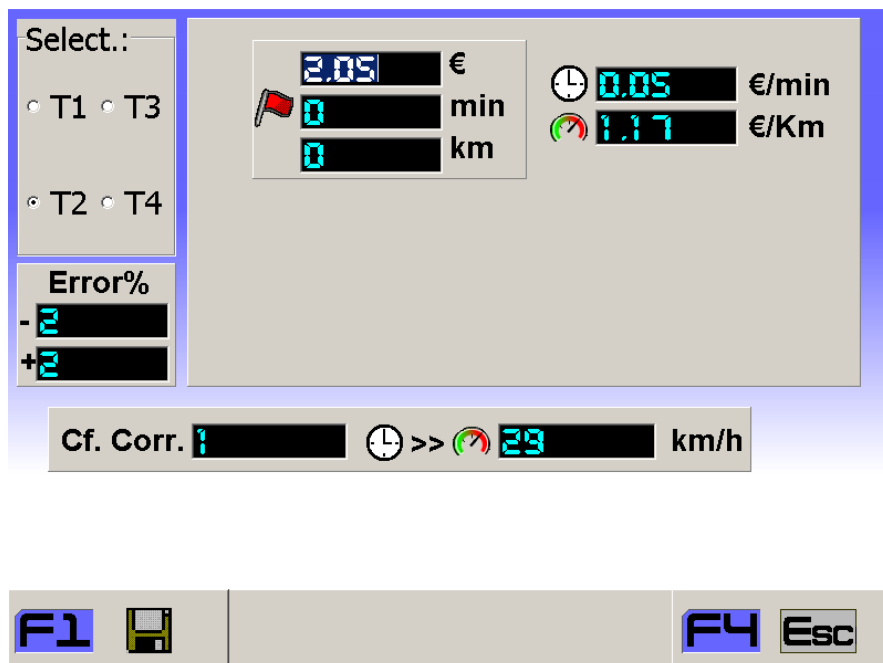 Select.:
T1 T3
T2 T4
Error%
- 2
+ 2
2.05 €
0 min
0 km
0.05 €/min
1.17 €/Km
Cf. Corr. 1 >> 29 km/h
F1
F4 Esc